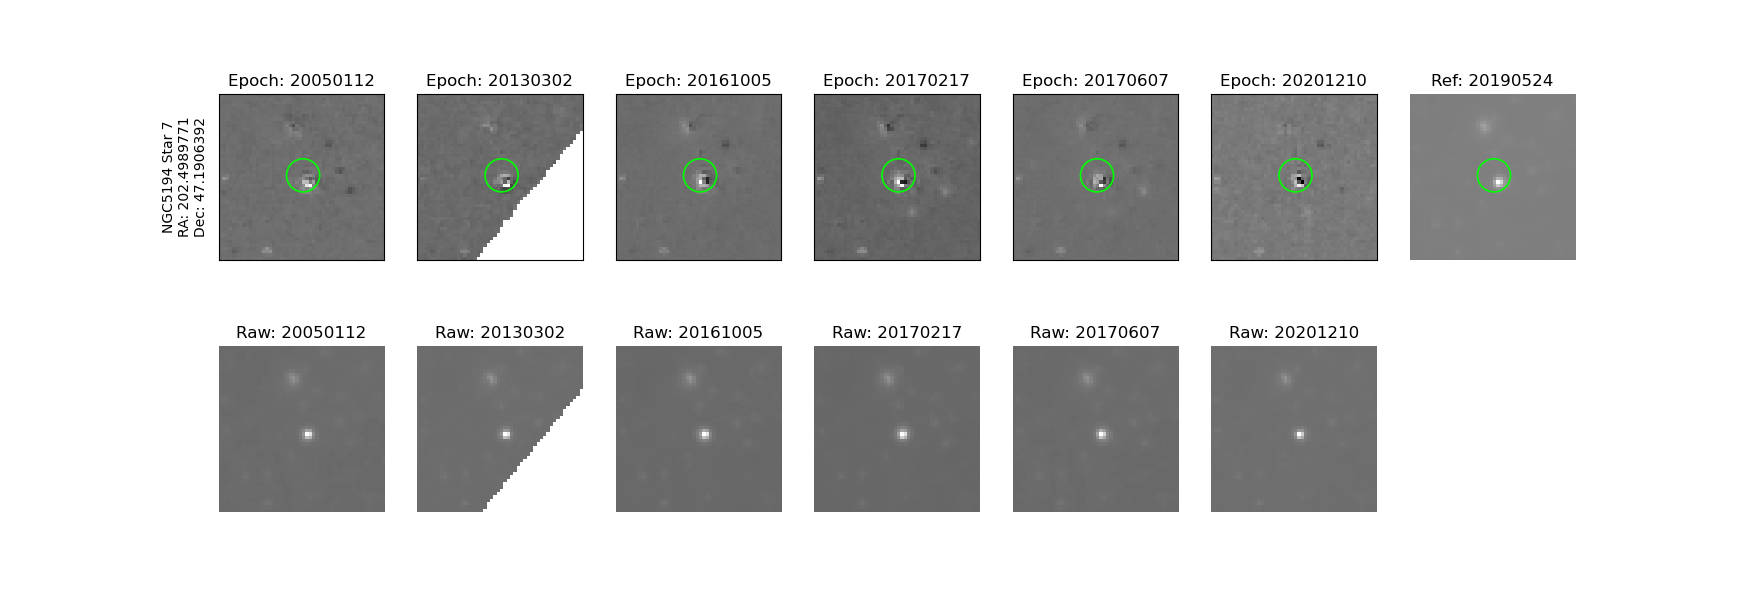 Epoch: 20050112
Epoch: 20130302
Epoch: 20161005
Epoch: 20170217
Epoch: 20170607
Epoch: 20201210
Ref: 20190524
NGC5194 Star 7
RA: 202.4989771
Dec: 47.1906392
Raw: 20050112
Raw: 20130302
Raw: 20161005
Raw: 20170217
Raw: 20170607
Raw: 20201210